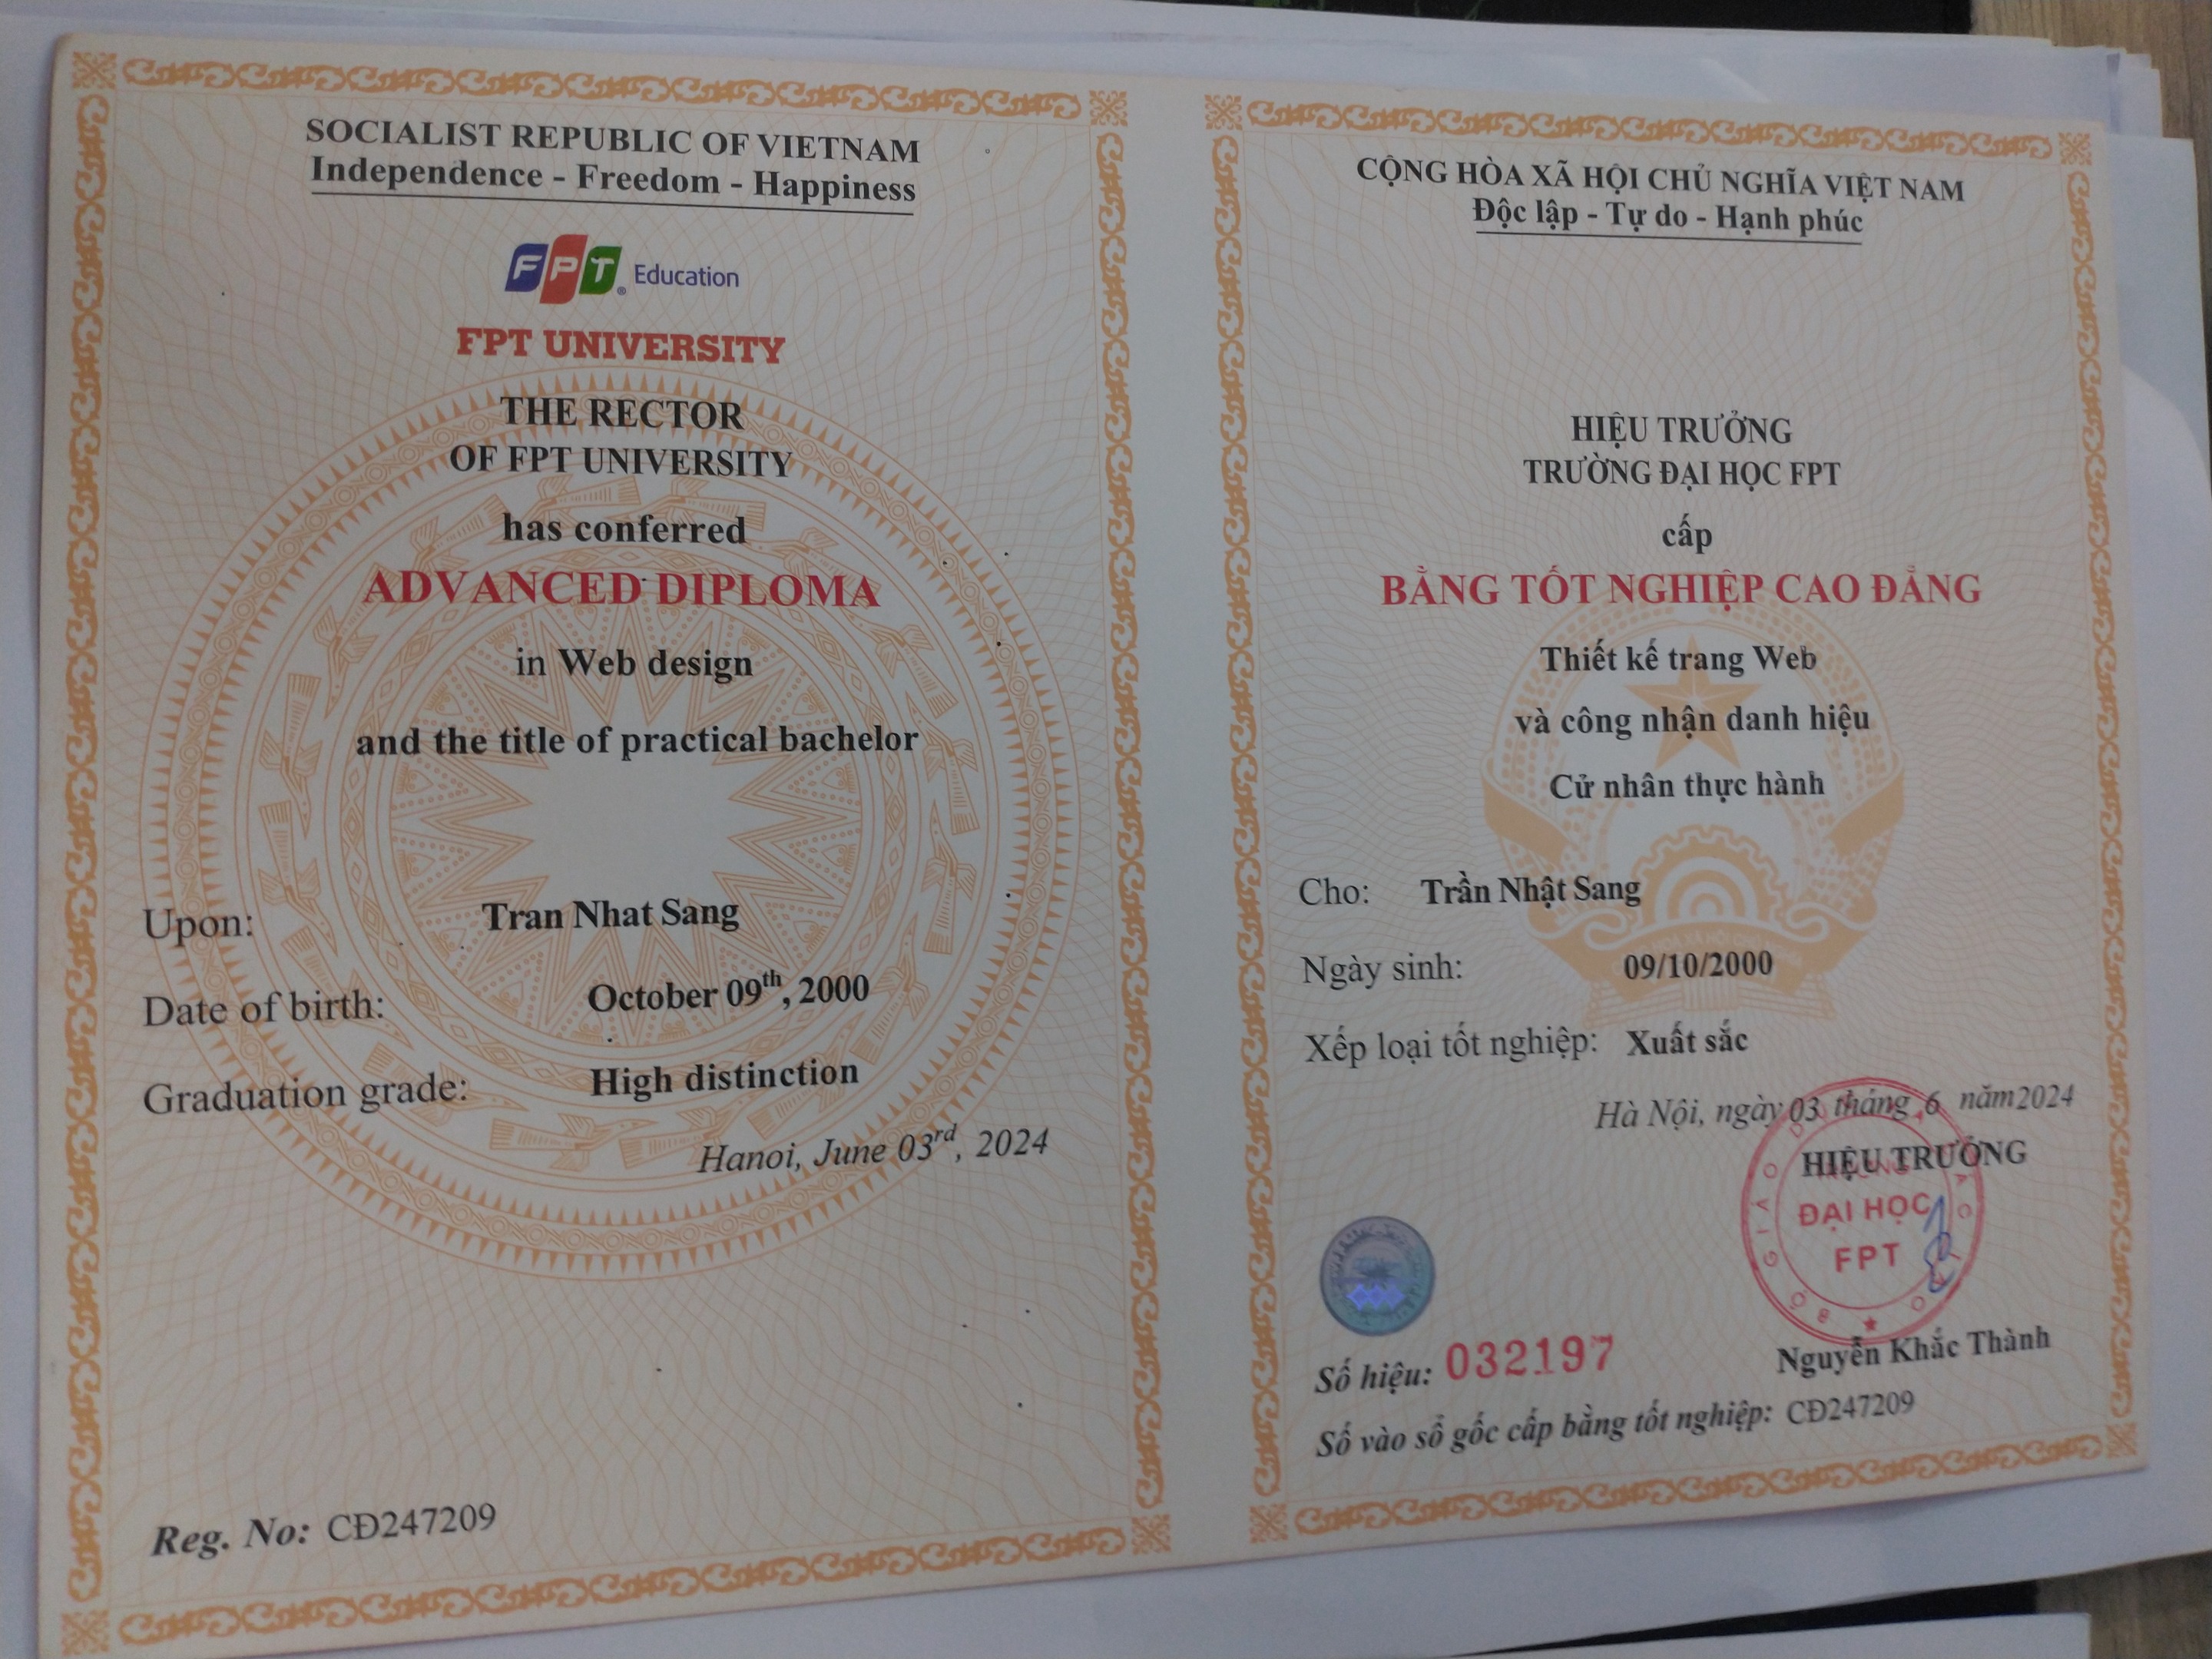 SOCIALIST REPUBLIC OF VIETNAM
Independence - Freedom - Happiness
FPT® Education
FPT UNIVERSITY
THE RECTOR
OF FPT UNIVERSITY
has conferred
ADVANCED DIPLOMA
in Web design
and the title of practical bachelor
Upon: Tran Nhat Sang
Date of birth: October 09th, 2000
Graduation grade: High distinction
Hanoi, June 03rd, 2024
Reg. No: CĐ247209
CỘNG HÒA XÃ HỘI CHỦ NGHĨA VIỆT NAM
Độc lập - Tự do - Hạnh phúc
HIỆU TRƯỞNG
TRƯỜNG ĐẠI HỌC FPT
cấp
BẰNG TỐT NGHIỆP CAO ĐẲNG
Thiết kế trang Web
và công nhận danh hiệu
Cử nhân thực hành
Cho: Trần Nhật Sang
Ngày sinh: 09/10/2000
Xếp loại tốt nghiệp: Xuất sắc
Hà Nội, ngày 03 tháng 6 năm 2024
HIỆU TRƯỞNG
ĐẠI HỌC
FPT
Số hiệu: 032197
Nguyễn Khắc Thành
Số vào sổ gốc cấp bằng tốt nghiệp: CĐ247209